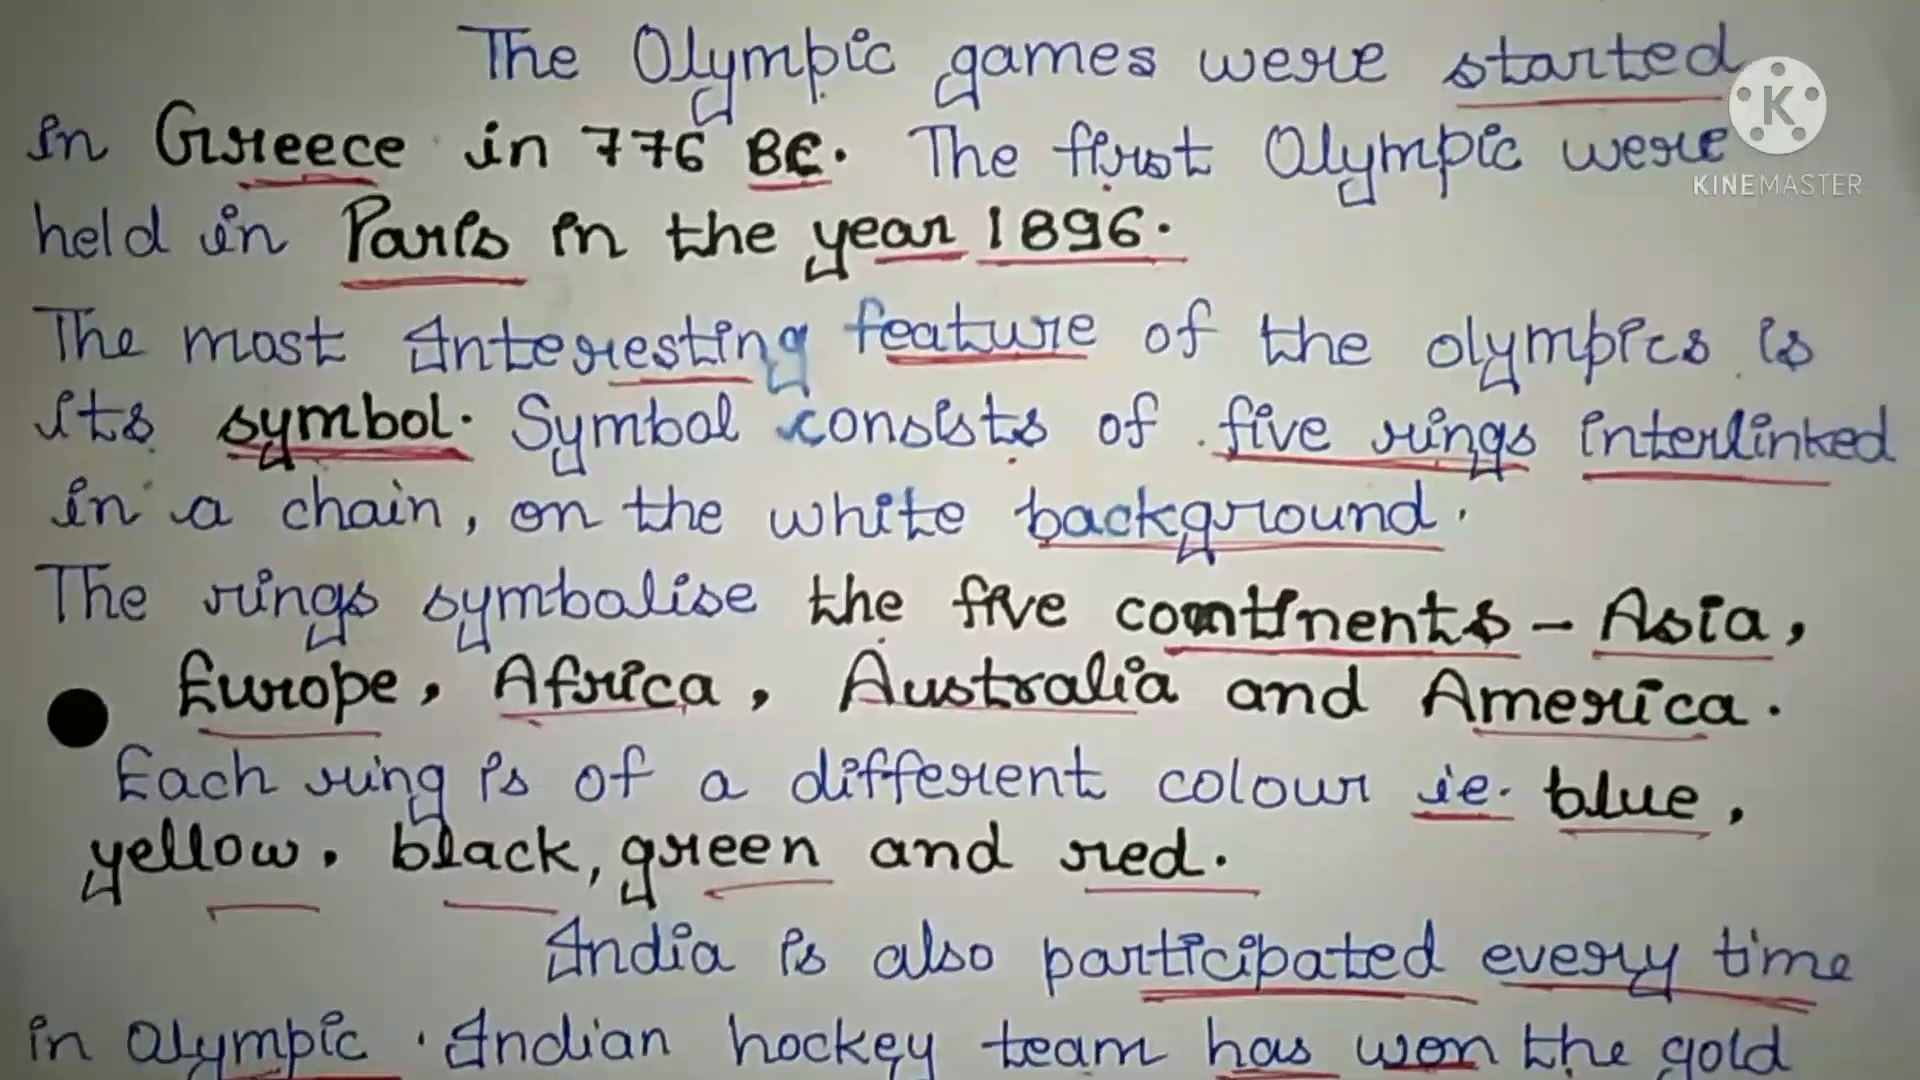 The Olympic games were started
in Greece in 776 BC. The first Olympic were
held in Paris in the year 1896.
The most Interesting feature of the olympics is
its symbol. Symbol consists of five rings interlinked
in a chain, on the white background.
The rings symbolise the five continents - Asia,
Europe, Africa, Australia and America.
Each ring is of a different colour ie. blue,
yellow, black, green and red.
India is also participated every time
in Olympic. Indian hockey team has won the gold
K
KINEMASTER